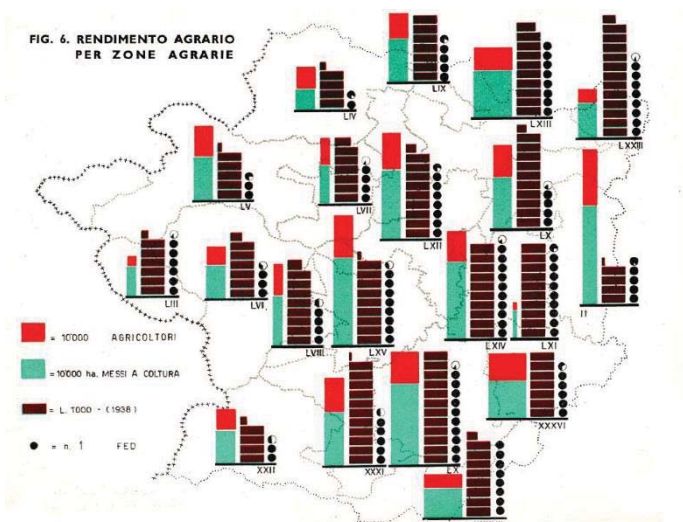 FIG. 6. RENDIMENTO AGRARIO
PER ZONE AGRARIE
LIX
LIV
LXIII
LXXIII
LV
LVII
LXII
LX
LIII
LVI
LVIII
LXV
LXIV
LXI
II
= 10'000 AGRICOLTORI
= 10'000 ha. MESSI A COLTURA
= L. 1000 - (1938)
= n. 1 FED
XXII
XXXI
LX
XXXVI